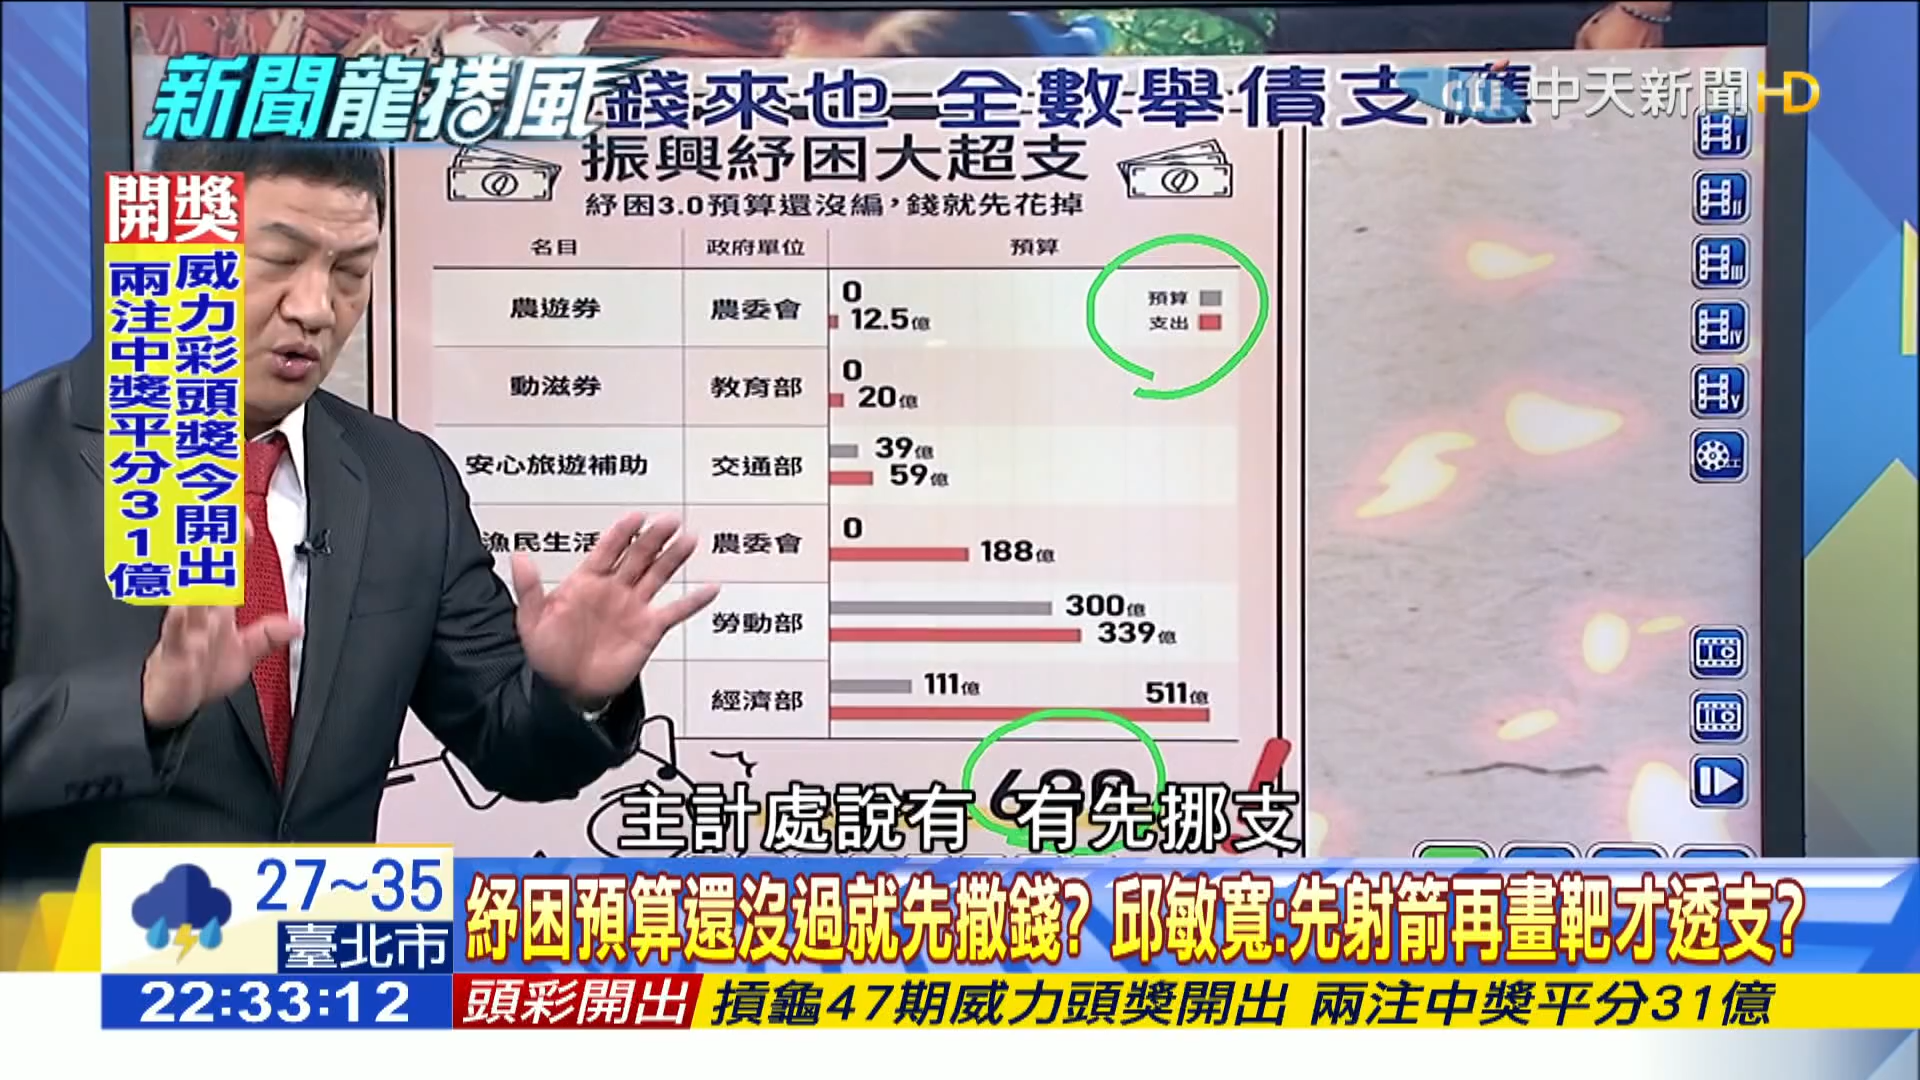 新聞龍捲風
錢來也 全數舉債支應
中天新聞HD
振興紓困大超支
紓困3.0預算還沒編，錢就先花掉
名目 政府單位 預算
預算
支出
農遊券 農委會 0
12.5億
動滋券 教育部 0
20億
安心旅遊補助 交通部 39億
59億
漁民生活 農委會 0
188億
勞動部 300億
339億
經濟部 111億
511億
開獎
威力彩頭獎今開出
兩注中獎平分31億
主計處說有 有先挪支
27~35
臺北市
紓困預算還沒過就先撒錢? 邱敏寬:先射箭再畫靶才透支?
22:33:12
頭彩開出 摃龜47期威力頭獎開出 兩注中獎平分31億